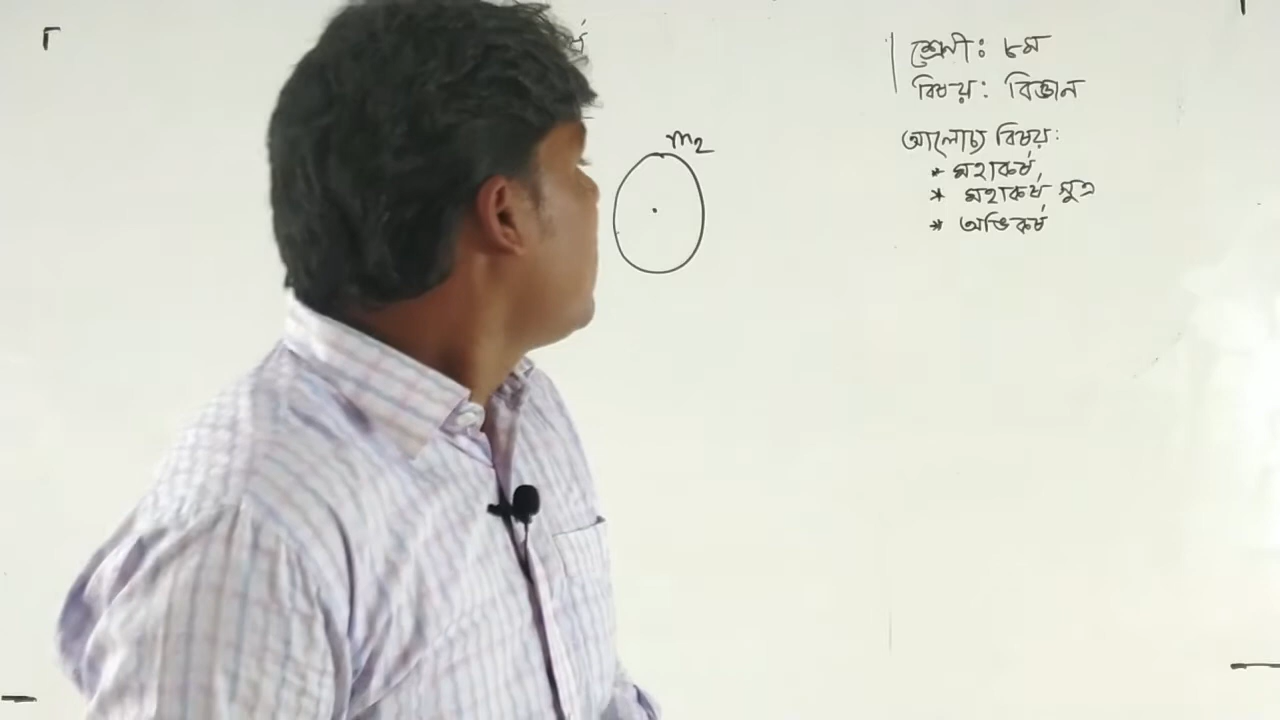 শ্রেণী: ৮ম
বিষয়: বিজ্ঞান
m2
আলোচ্য বিষয়:
* মহাকর্ষ,
* মহাকর্ষ সূত্র
* অভিকর্ষ